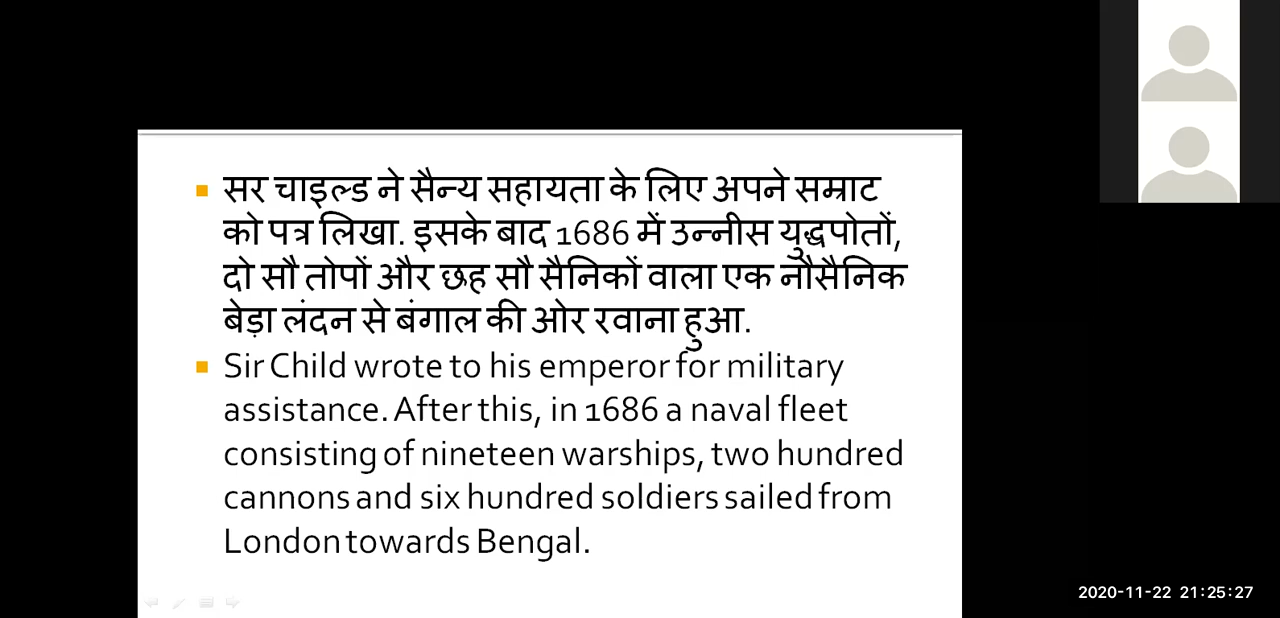 सर चाइल्ड ने सैन्य सहायता के लिए अपने सम्राट
को पत्र लिखा. इसके बाद 1686 में उन्नीस युद्धपोतों,
दो सौ तोपों और छह सौ सैनिकों वाला एक नौसैनिक
बेड़ा लंदन से बंगाल की ओर रवाना हुआ.
Sir Child wrote to his emperor for military
assistance. After this, in 1686 a naval fleet
consisting of nineteen warships, two hundred
cannons and six hundred soldiers sailed from
London towards Bengal.
2020-11-22 21:25:27